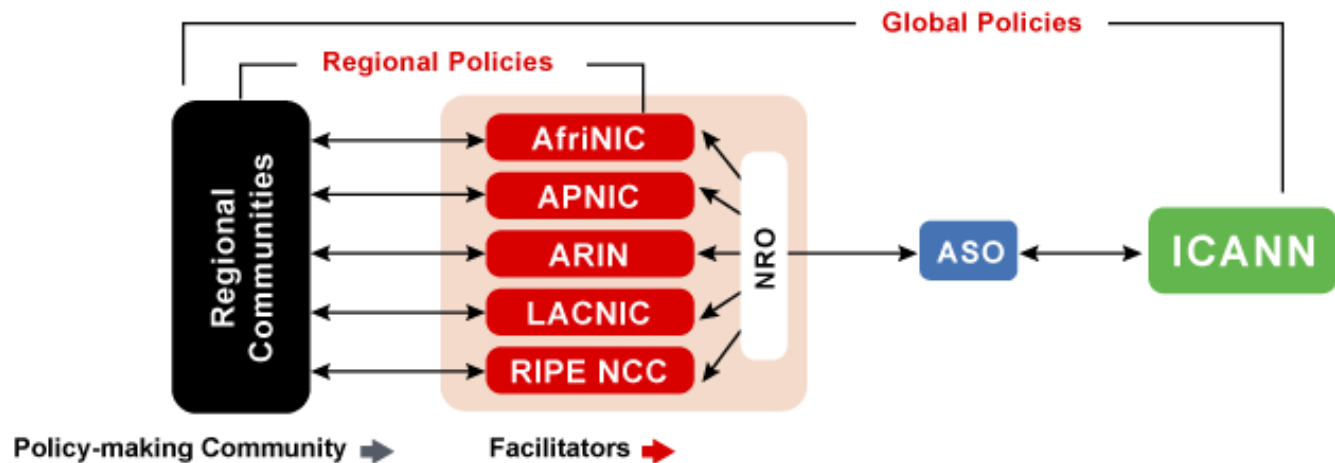 Global Policies
Regional Policies
Regional
Communities
AfriNIC
APNIC
ARIN
LACNIC
RIPE NCC
NRO
ASO
ICANN
Policy-making Community
Facilitators